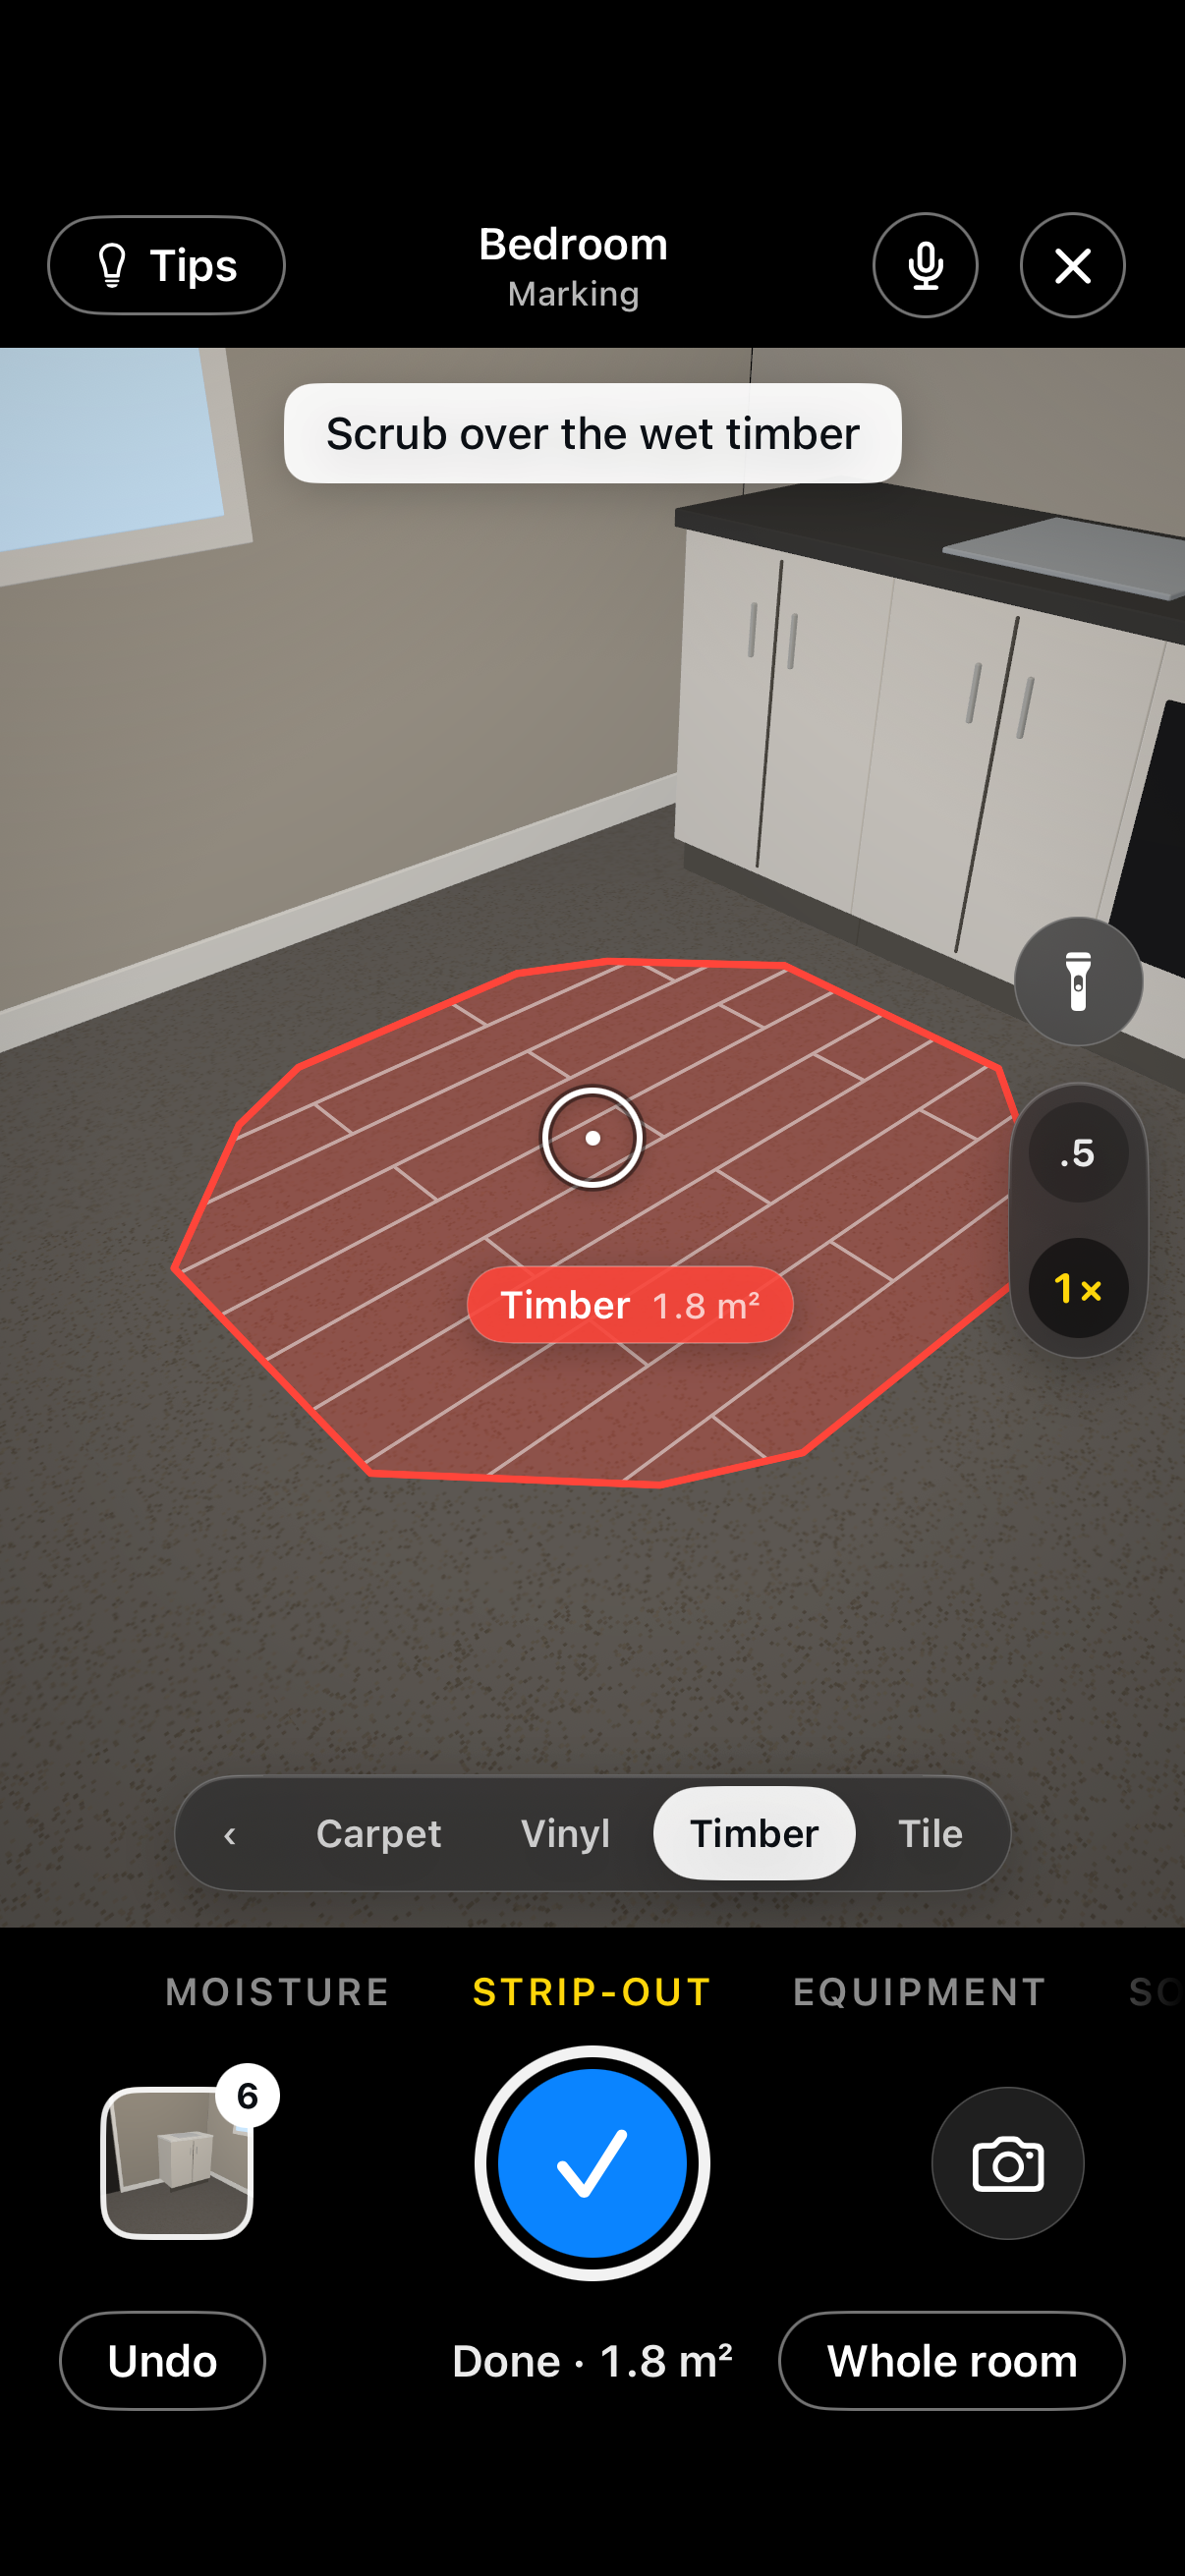 Tips
Bedroom
Marking
Scrub over the wet timber
.5
1×
Timber 1.8 m²
‹ Carpet Vinyl Timber Tile
MOISTURE STRIP-OUT EQUIPMENT
6
Undo
Done · 1.8 m²
Whole room